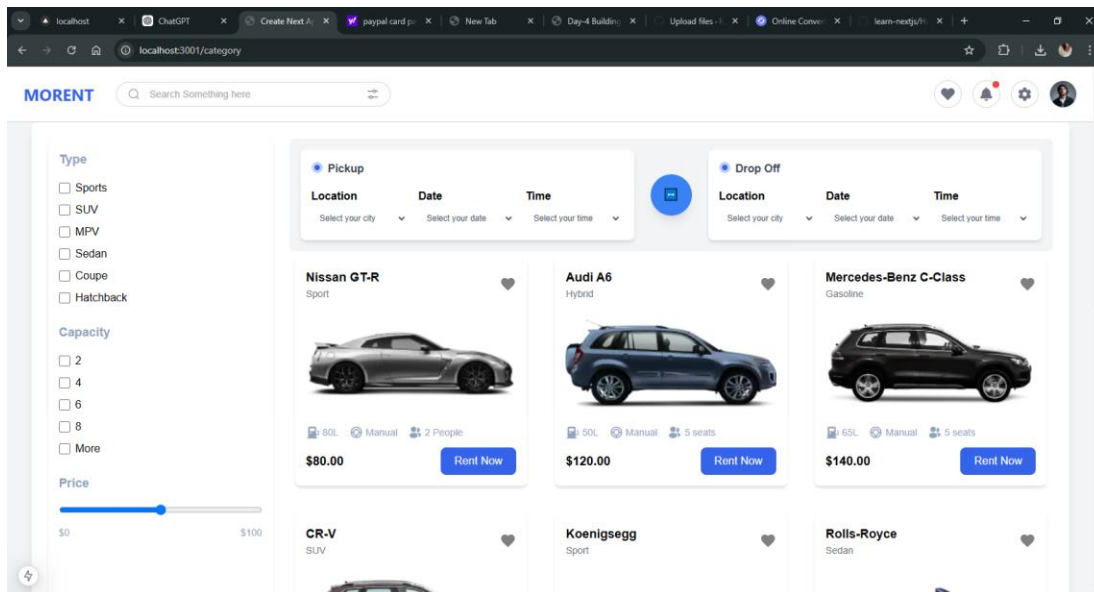 localhost
ChatGPT
Create Next A
paypal card pa
New Tab
Day-4 Building
Upload files -
Online Conver
learn-nextjs/H
localhost:3001/category
MORENT
Search Something here
Type
Sports
SUV
MPV
Sedan
Coupe
Hatchback
Capacity
2
4
6
8
More
Price
$0 $100
Pickup
Location Date Time
Select your city Select your date Select your time
Drop Off
Location Date Time
Select your city Select your date Select your time
Nissan GT-R
Sport
80L Manual 2 People
$80.00 Rent Now
Audi A6
Hybrid
50L Manual 5 seats
$120.00 Rent Now
Mercedes-Benz C-Class
Gasoline
65L Manual 5 seats
$140.00 Rent Now
CR-V
SUV
Koenigsegg
Sport
Rolls-Royce
Sedan